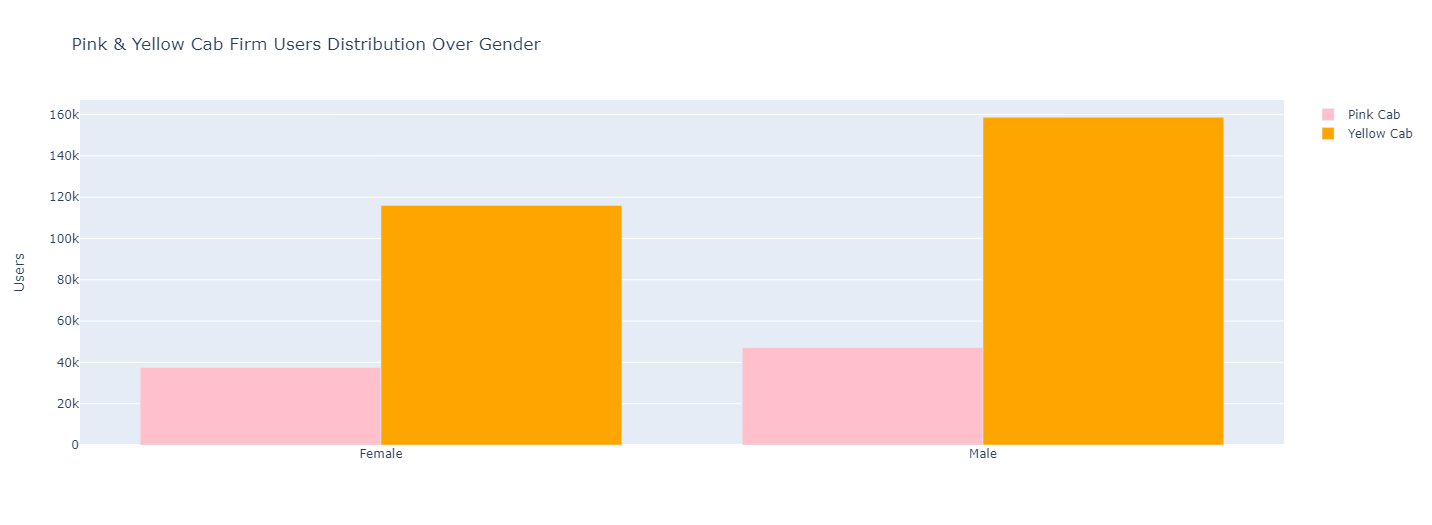 Pink & Yellow Cab Firm Users Distribution Over Gender
160k
140k
120k
100k
80k
60k
40k
20k
0
Users
Female
Male
Pink Cab
Yellow Cab